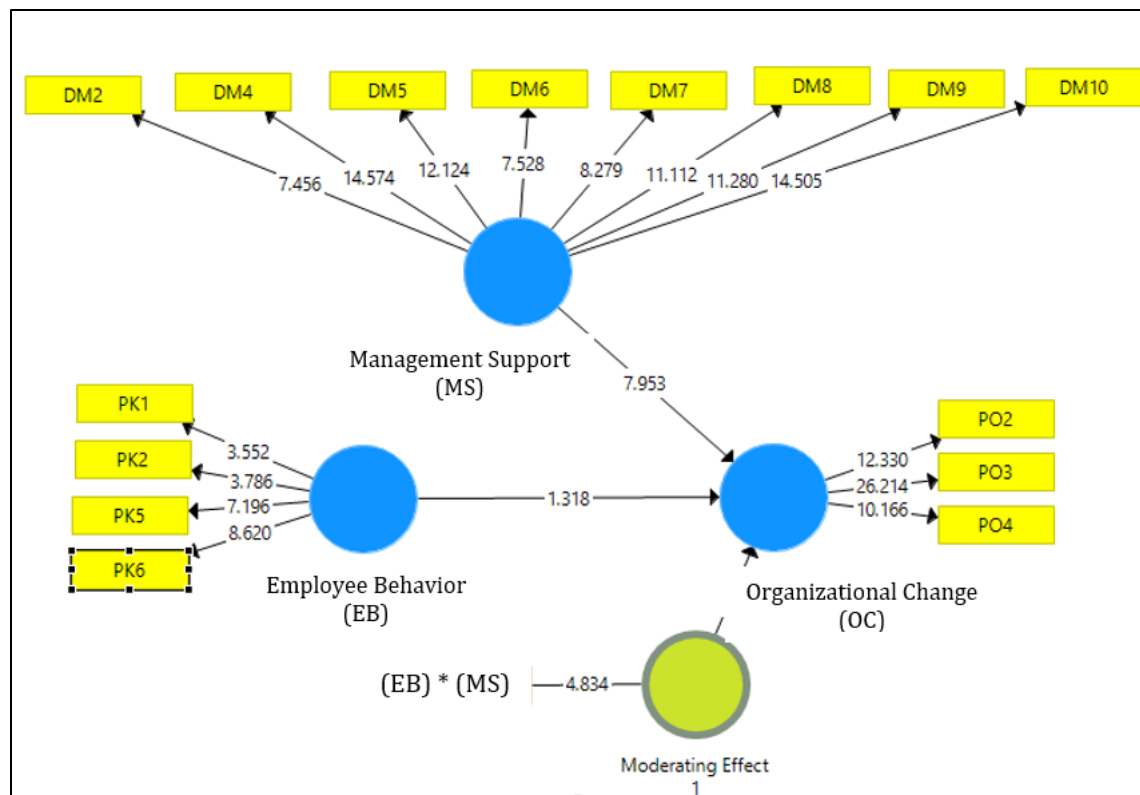 DM2
DM4
DM5
DM6
DM7
DM8
DM9
DM10
7.456
14.574
12.124
7.528
8.279
11.112
11.280
14.505
Management Support
(MS)
7.953
PK1
PK2
PK5
PK6
3.552
3.786
7.196
8.620
Employee Behavior
(EB)
1.318
PO2
PO3
PO4
12.330
26.214
10.166
Organizational Change
(OC)
(EB) * (MS)
4.834
Moderating Effect
1